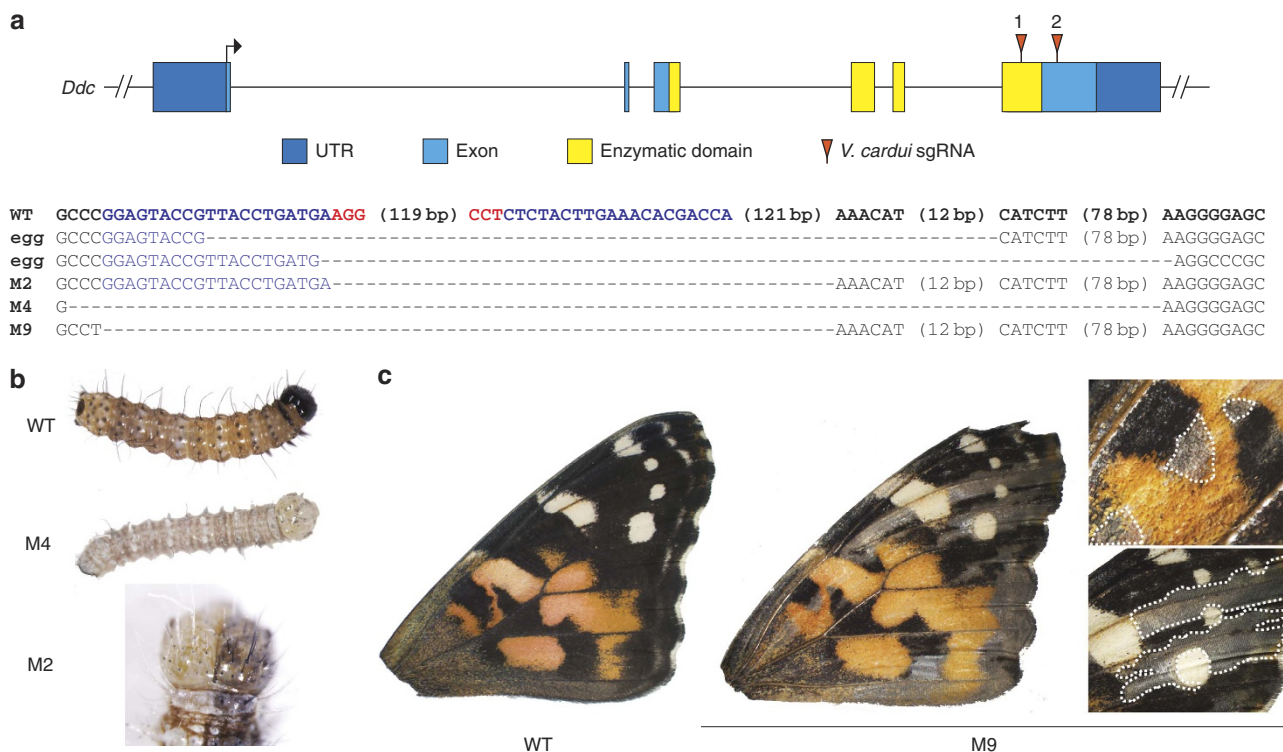 a
1 2
Ddc
UTR Exon Enzymatic domain V. cardui sgRNA
WT GCCCGGAGTACCGTTACCTGATGAAGG (119 bp) CCTCTCTACTTGAAACACGACCA (121 bp) AAACAT (12 bp) CATCTT (78 bp) AAGGGGAGC
egg GCCCGGAGTACCG------------------------------------------------------------CATCTT (78 bp) AAGGGGAGC
egg GCCCGGAGTACCGTTACCTGATG-----------------------------------------------------------------AGGCCCGC
M2 GCCCGGAGTACCGTTACCTGATGA--------------------------------------AAACAT (12 bp) CATCTT (78 bp) AAGGGGAGC
M4 G------------------------------------------------------------------------------------AAGGGGAGC
M9 GCCT--------------------------------------------------------AAACAT (12 bp) CATCTT (78 bp) AAGGGGAGC
b
WT
M4
M2
c
WT
M9